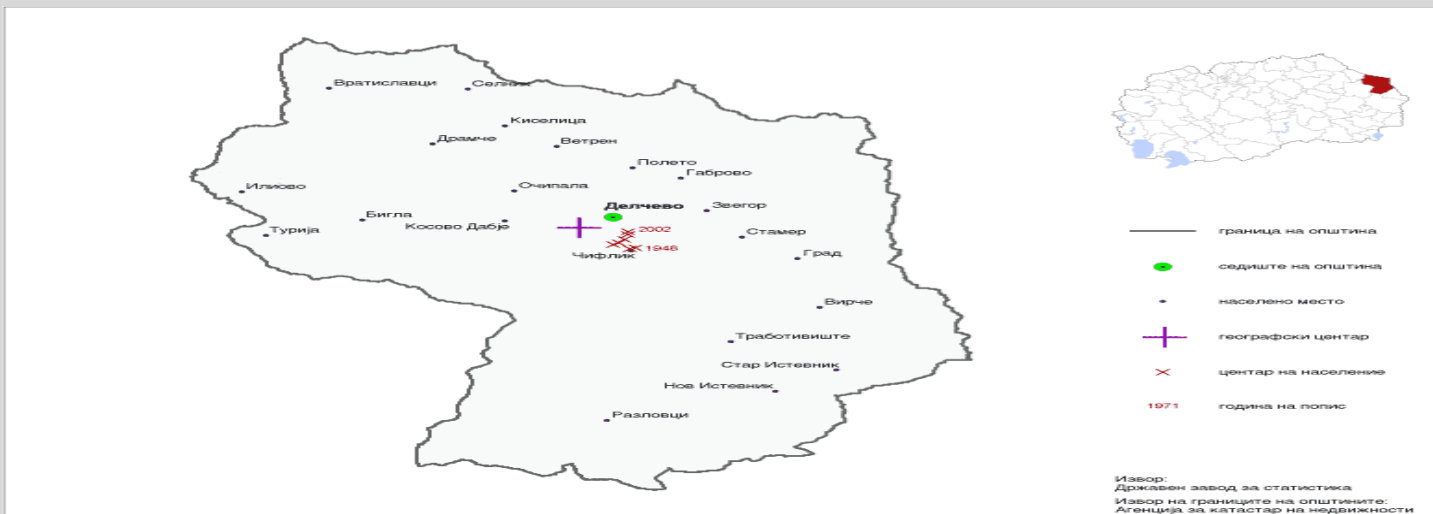 Вратиславци
Селник
Киселица
Драмче
Ветрен
Полето
Габрово
Илиово
Очипала
Делчево
Звегор
Бигла
Косово Дабје
Турија
2002
Стамер
1948
Чифлик
Град
Вирче
Тработивиште
Стар Истевник
Нов Истевник
Разловци
граница на општина
седиште на општина
населено место
географски центар
центар на население
1971
година на попис
Извор:
Државен завод за статистика
Извор на границите на општините:
Агенција за катастар на недвижности